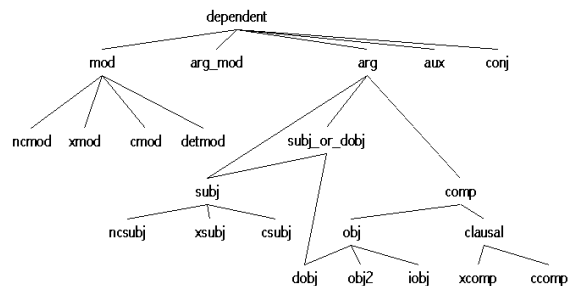 dependent
mod arg_mod arg aux conj
ncmod xmod cmod detmod subj_or_dobj
subj comp
ncsubj xsubj csubj obj clausal
dobj obj2 iobj xcomp ccomp